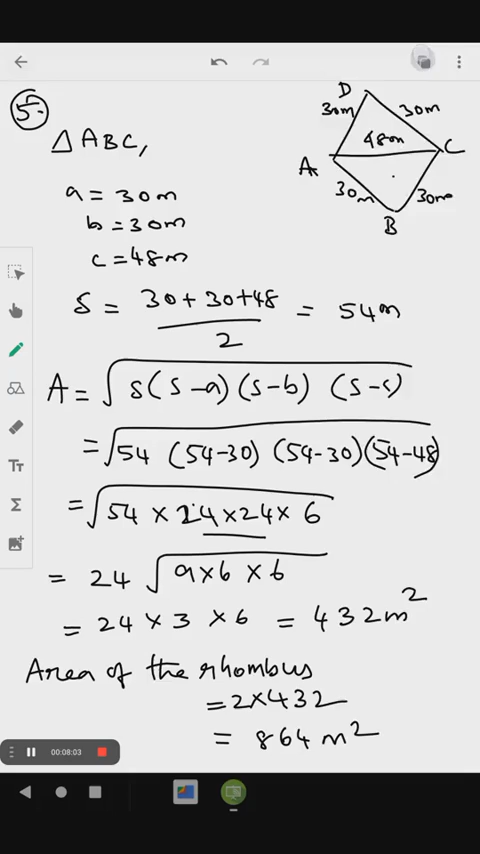 5.
△ABC,
a = 30m
b = 30m
c = 48m
D
30m
30m
48m
A
C
30m
30m
B
S = 30+30+48 / 2 = 54m
A = √s(s-a)(s-b)(s-c)
= √54 (54-30) (54-30)(54-48)
= √54 × 24×24× 6
= 24 √9×6 ×6
= 24 × 3 × 6 = 432m²
Area of the rhombus
= 2×432
= 864 m²
Tт
Σ
00:08:03